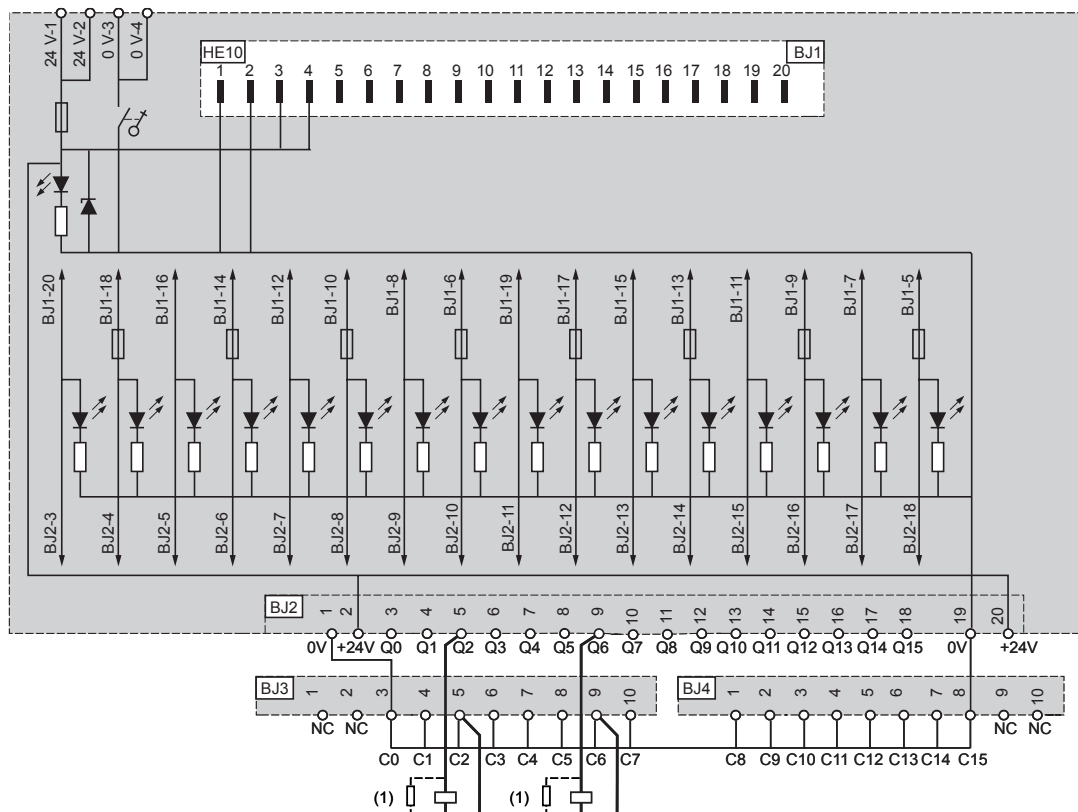 24 V-1 24 V-2 0 V-3 0 V-4
HE10 BJ1
1 2 3 4 5 6 7 8 9 10 11 12 13 14 15 16 17 18 19 20
BJ1-20 BJ1-18 BJ1-16 BJ1-14 BJ1-12 BJ1-10 BJ1-8 BJ1-6 BJ1-19 BJ1-17 BJ1-15 BJ1-13 BJ1-11 BJ1-9 BJ1-7 BJ1-5
BJ2-3 BJ2-4 BJ2-5 BJ2-6 BJ2-7 BJ2-8 BJ2-9 BJ2-10 BJ2-11 BJ2-12 BJ2-13 BJ2-14 BJ2-15 BJ2-16 BJ2-17 BJ2-18
BJ2 1 2 3 4 5 6 7 8 9 10 11 12 13 14 15 16 17 18 19 20
0V +24V Q0 Q1 Q2 Q3 Q4 Q5 Q6 Q7 Q8 Q9 Q10 Q11 Q12 Q13 Q14 Q15 0V +24V
BJ3 1 2 3 4 5 6 7 8 9 10 BJ4 1 2 3 4 5 6 7 8 9 10
NC NC NC NC
C0 C1 C2 C3 C4 C5 C6 C7 C8 C9 C10 C11 C12 C13 C14 C15
(1) (1)